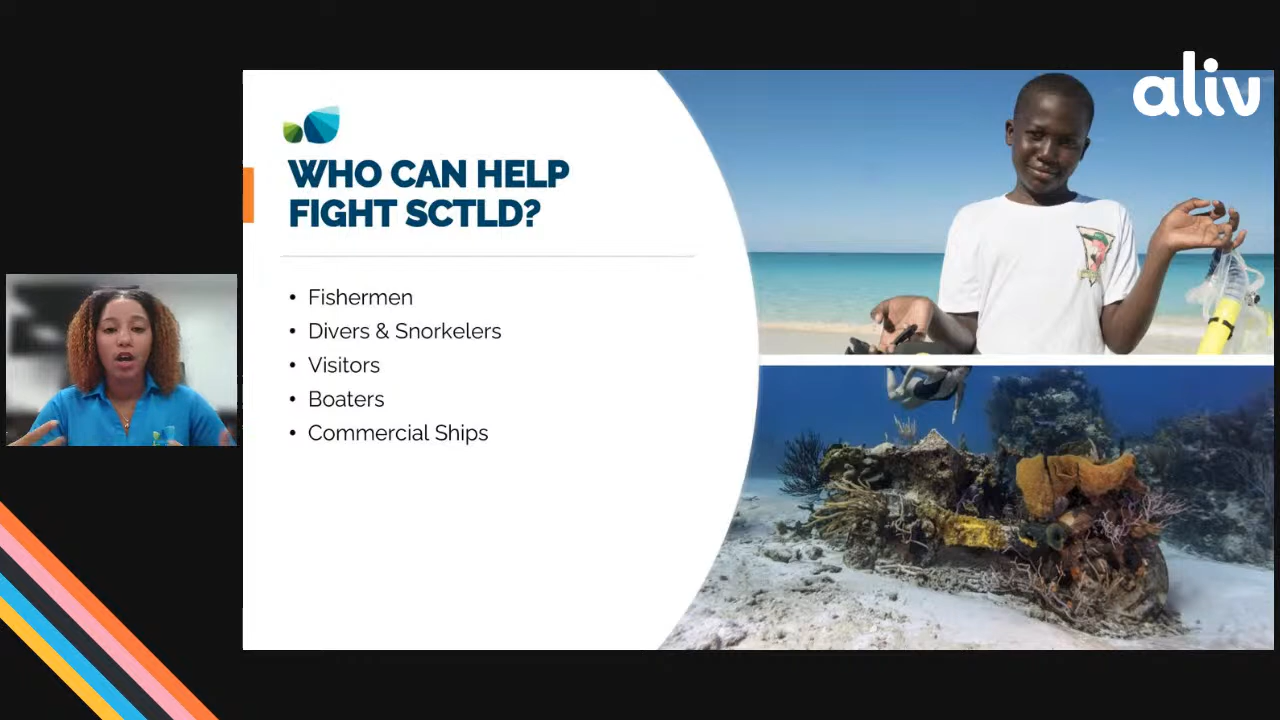 aliv
WHO CAN HELP
FIGHT SCTLD?
• Fishermen
• Divers & Snorkelers
• Visitors
• Boaters
• Commercial Ships